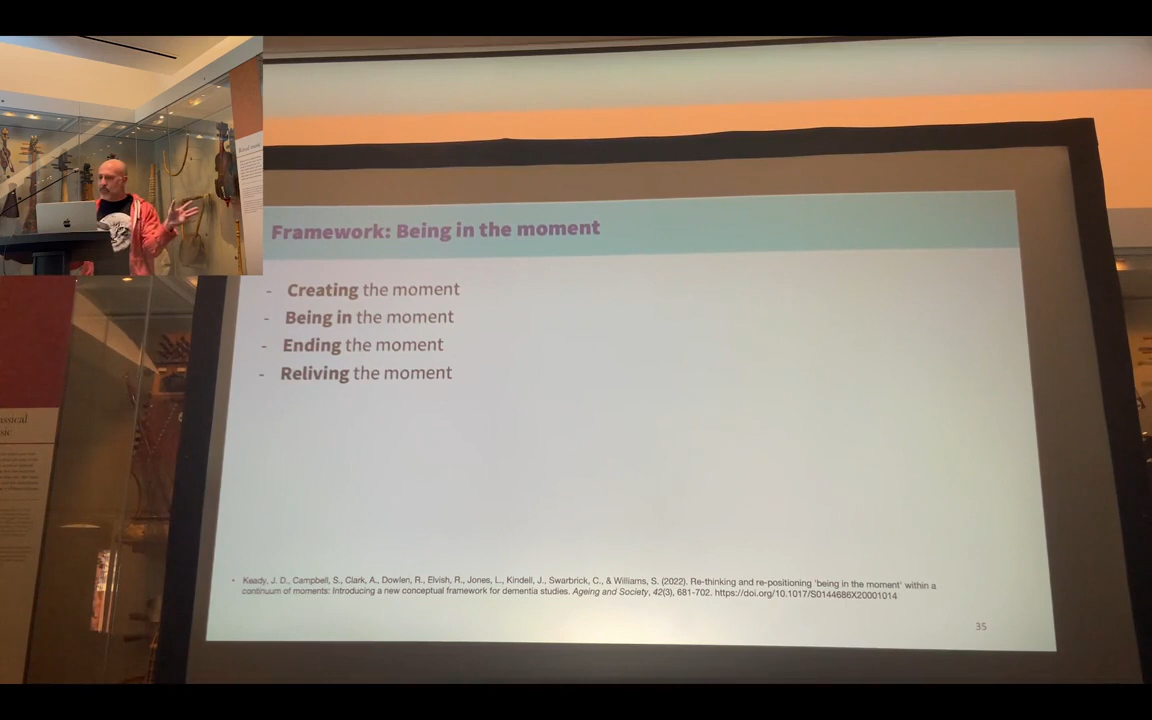 Framework: Being in the moment
- Creating the moment
- Being in the moment
- Ending the moment
- Reliving the moment
• Keady, J. D., Campbell, S., Clark, A., Dowlen, R., Elvish, R., Jones, L., Kindell, J., Swarbrick, C., & Williams, S. (2022). Re-thinking and re-positioning 'being in the moment' within a
continuum of moments: Introducing a new conceptual framework for dementia studies. Ageing and Society, 42(3), 681-702. https://doi.org/10.1017/S0144686X20001014
35